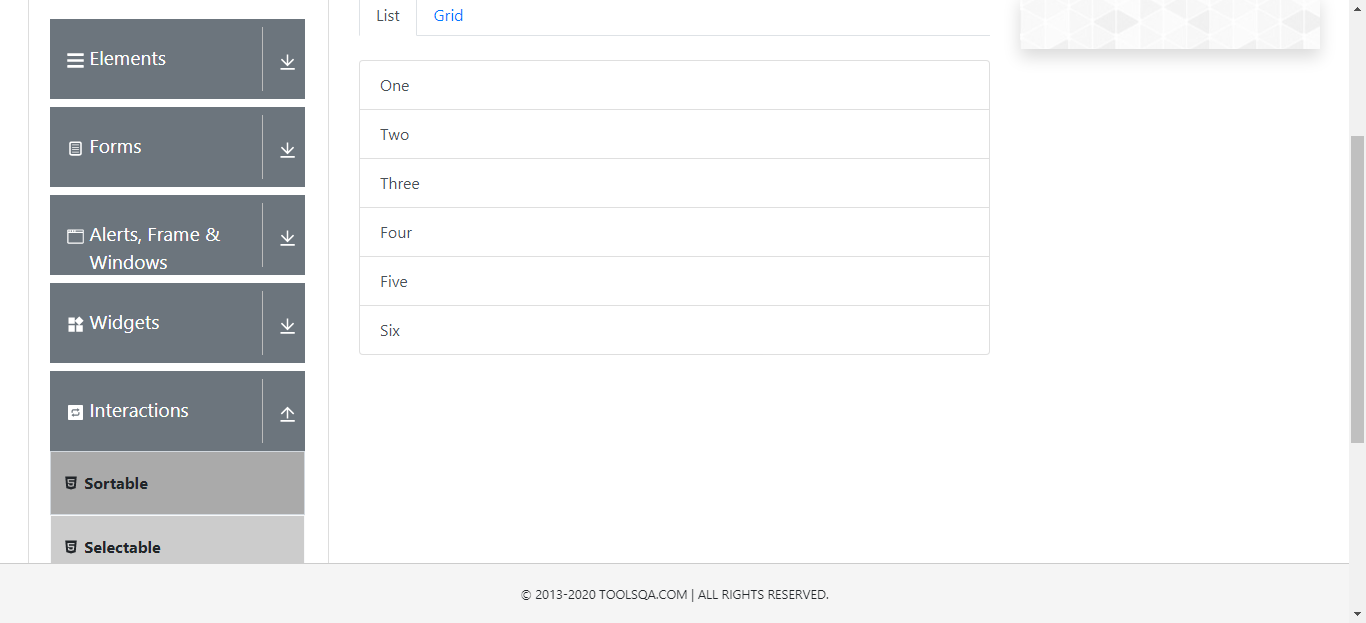 List
Grid
Elements
Forms
Alerts, Frame &
Windows
Widgets
Interactions
Sortable
Selectable
One
Two
Three
Four
Five
Six
© 2013-2020 TOOLSQA.COM | ALL RIGHTS RESERVED.